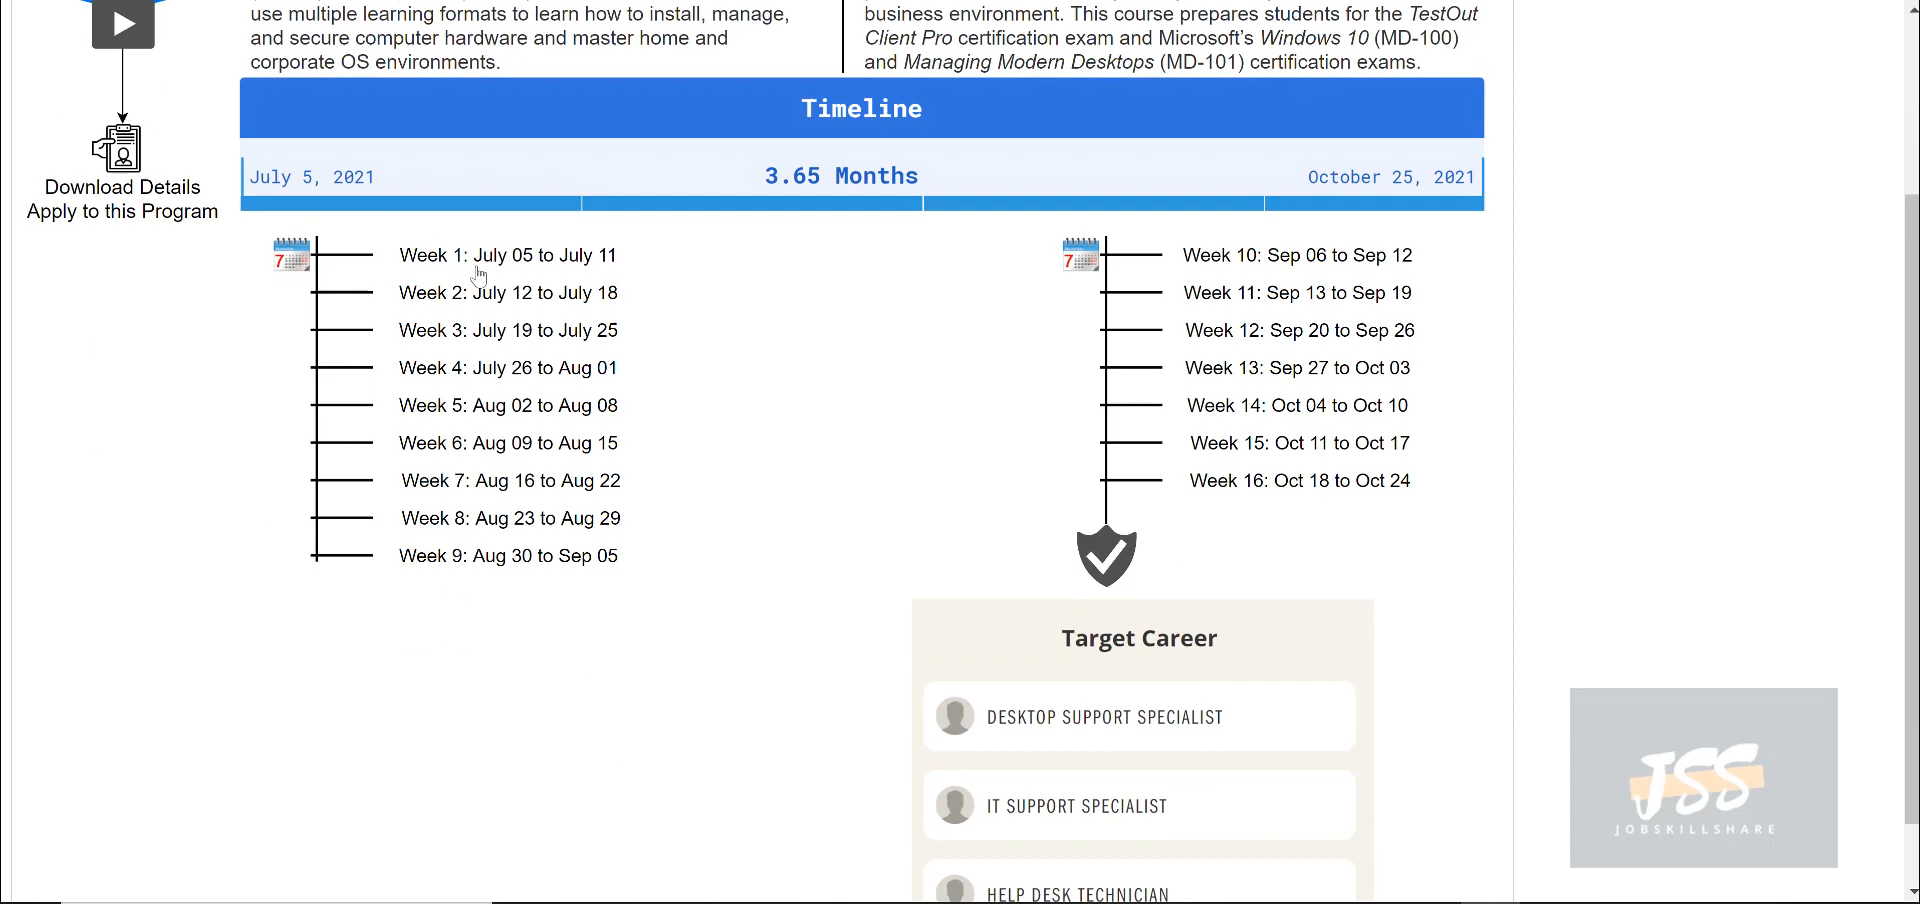 use multiple learning formats to learn how to install, manage,
and secure computer hardware and master home and
corporate OS environments.
business environment. This course prepares students for the TestOut
Client Pro certification exam and Microsoft's Windows 10 (MD-100)
and Managing Modern Desktops (MD-101) certification exams.
Download Details
Apply to this Program
Timeline
July 5, 2021
3.65 Months
October 25, 2021
7
Week 1: July 05 to July 11
Week 2: July 12 to July 18
Week 3: July 19 to July 25
Week 4: July 26 to Aug 01
Week 5: Aug 02 to Aug 08
Week 6: Aug 09 to Aug 15
Week 7: Aug 16 to Aug 22
Week 8: Aug 23 to Aug 29
Week 9: Aug 30 to Sep 05
7
Week 10: Sep 06 to Sep 12
Week 11: Sep 13 to Sep 19
Week 12: Sep 20 to Sep 26
Week 13: Sep 27 to Oct 03
Week 14: Oct 04 to Oct 10
Week 15: Oct 11 to Oct 17
Week 16: Oct 18 to Oct 24
Target Career
DESKTOP SUPPORT SPECIALIST
IT SUPPORT SPECIALIST
HELP DESK TECHNICIAN
JSS
JOBSKILLSHARE